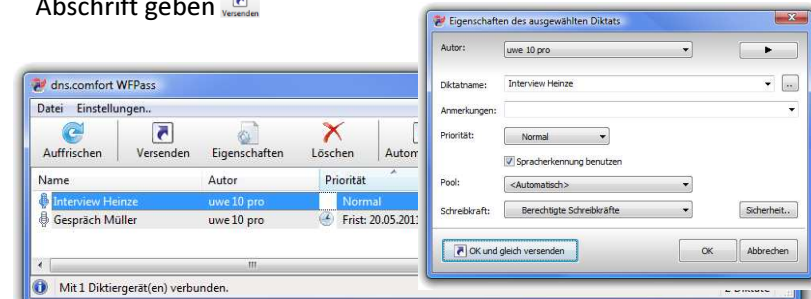 Abschrift geben Versenden
dns.comfort WFPass
Datei Einstellungen..
Auffrischen Versenden Eigenschaften Löschen Autom
Name Autor Priorität
Interview Heinze uwe 10 pro Normal
Gespräch Müller uwe 10 pro Frist: 20.05.2011
Mit 1 Diktiergerät(en) verbunden.
2 Diktate
Eigenschaften des ausgewählten Diktats
Autor: uwe 10 pro
Diktatname: Interview Heinze ..
Anmerkungen:
Priorität: Normal
Spracherkennung benutzen
Pool: <Automatisch>
Schreibkraft: Berechtigte Schreibkräfte Sicherheit..
OK und gleich versenden OK Abbrechen